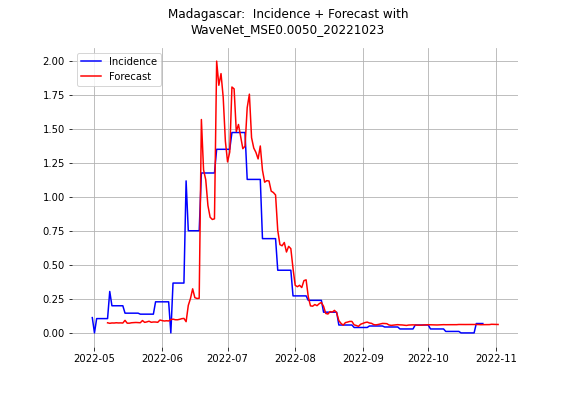 Madagascar:  Incidence + Forecast with
WaveNet_MSE0.0050_20221023
Incidence
Forecast
2.00
1.75
1.50
1.25
1.00
0.75
0.50
0.25
0.00
2022-05 2022-06 2022-07 2022-08 2022-09 2022-10 2022-11